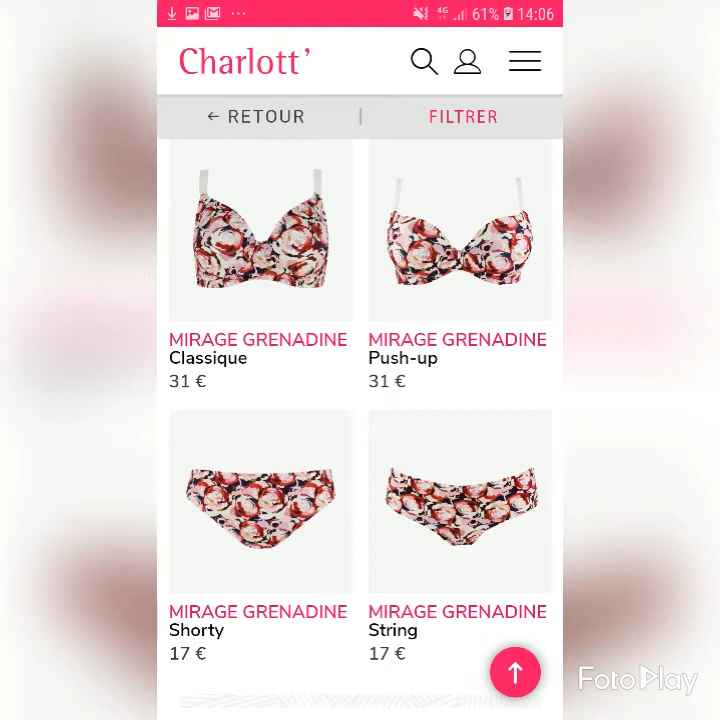 4G 61% 14:06
Charlott’
← RETOUR | FILTRER
MIRAGE GRENADINE
Classique
31 €
MIRAGE GRENADINE
Push-up
31 €
MIRAGE GRENADINE
Shorty
17 €
MIRAGE GRENADINE
String
17 €
FotoPlay